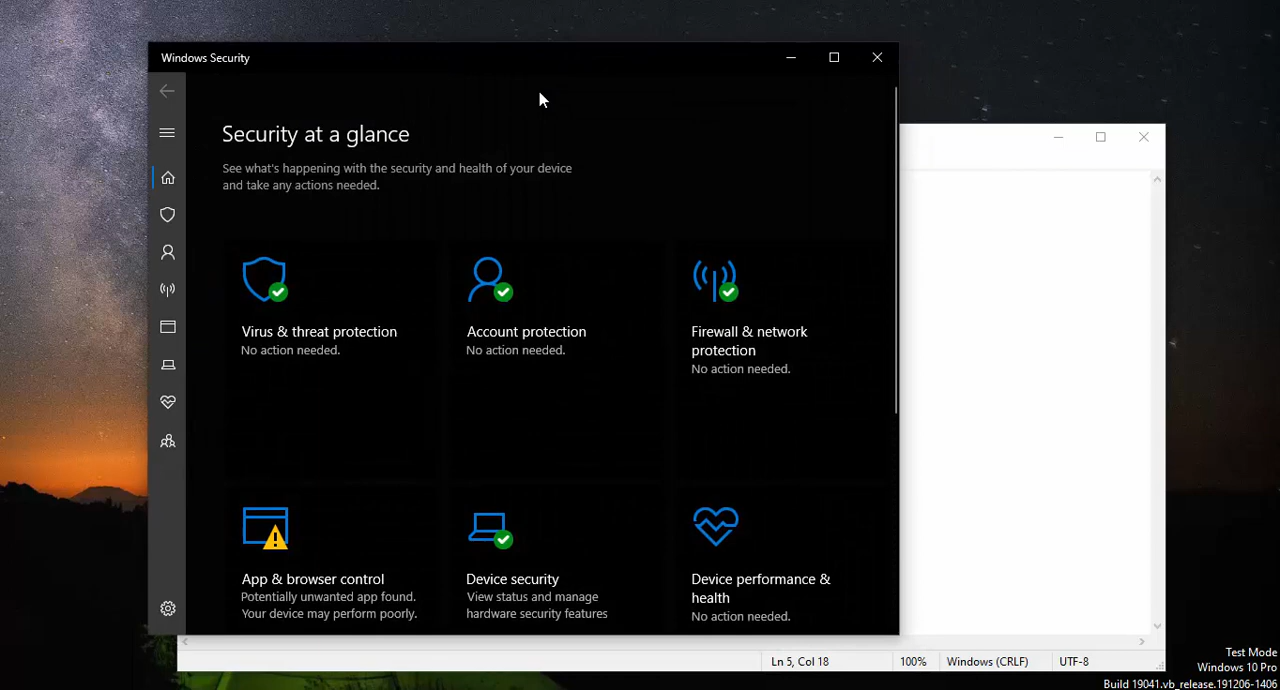 Windows Security
Security at a glance
See what's happening with the security and health of your device
and take any actions needed.
Virus & threat protection
No action needed.
Account protection
No action needed.
Firewall & network
protection
No action needed.
App & browser control
Potentially unwanted app found.
Your device may perform poorly.
Device security
View status and manage
hardware security features
Device performance &
health
No action needed.
Ln 5, Col 18
100%
Windows (CRLF)
UTF-8
Test Mode
Windows 10 Pro
Build 19041.vb_release.191206-1406